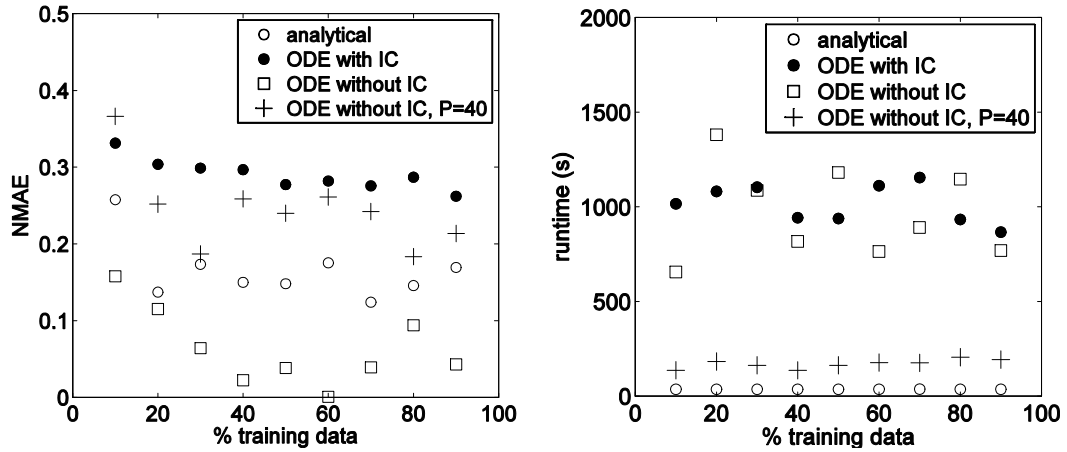 0.5
0.4
0.3
0.2
0.1
0
NMAE
analytical
ODE with IC
ODE without IC
ODE without IC, P=40
0 20 40 60 80 100
% training data
2000
1500
1000
500
0
runtime (s)
analytical
ODE with IC
ODE without IC
ODE without IC, P=40
0 20 40 60 80 100
% training data